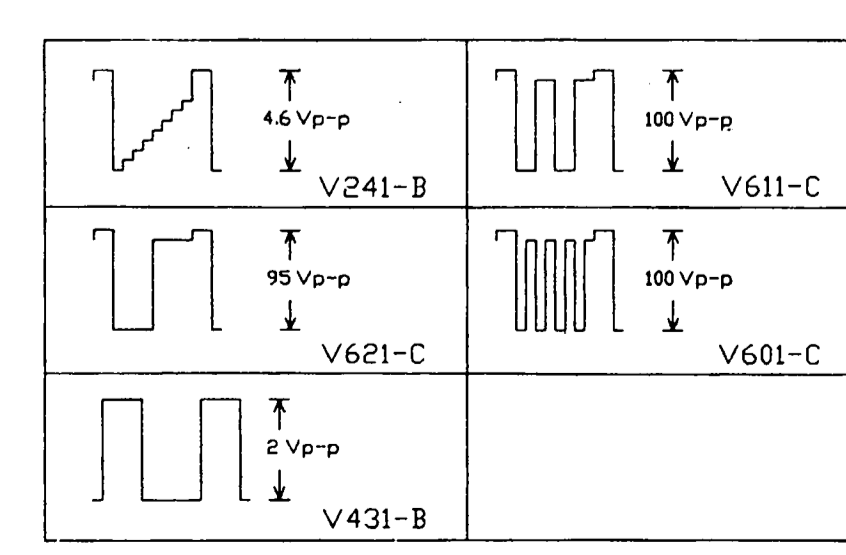 4.6 Vp-p
V241-B
100 Vp-p
V611-C
95 Vp-p
V621-C
100 Vp-p
V601-C
2 Vp-p
V431-B